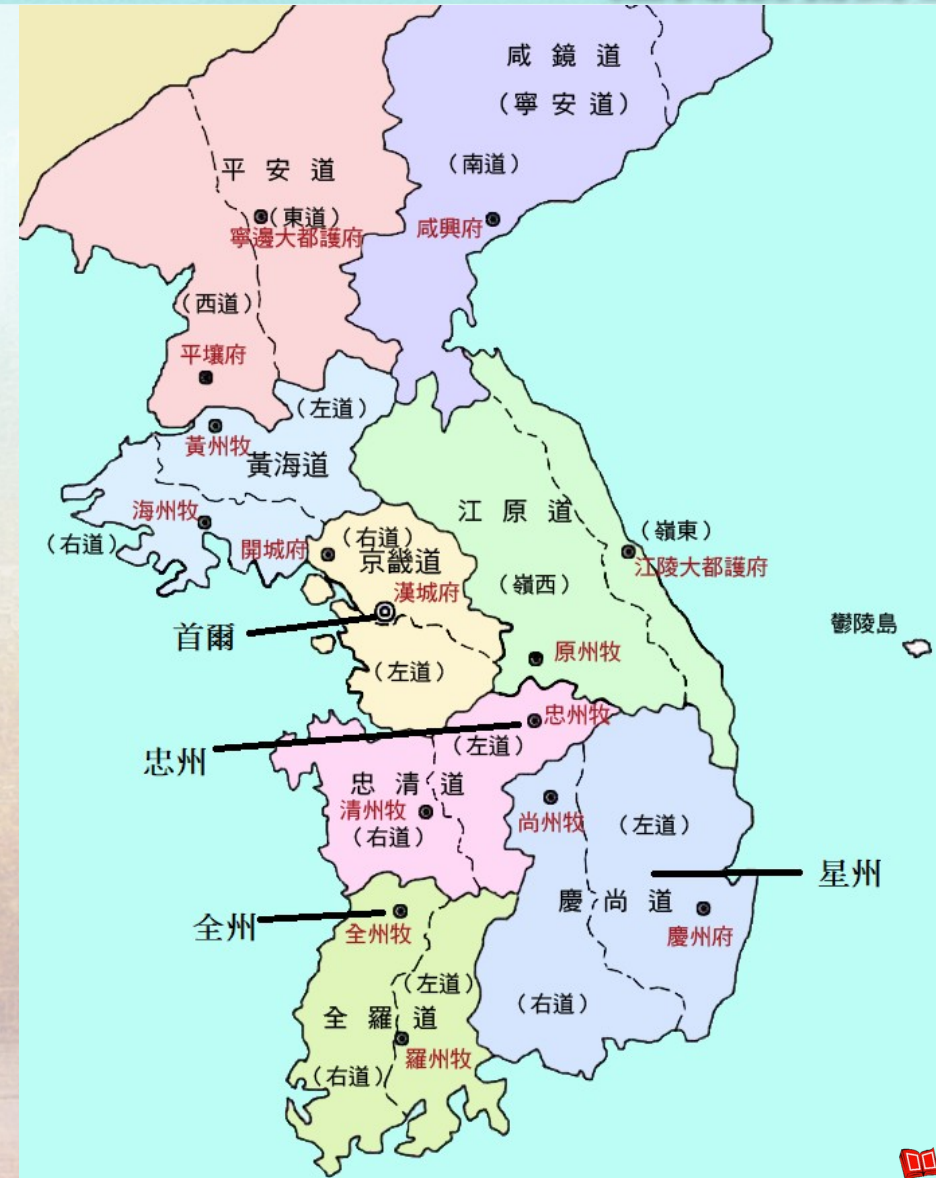 咸鏡道
（寧安道）
（南道）
平安道
（東道）
寧邊大都護府
咸興府
（西道）
平壤府
（左道）
黃州牧
黃海道
海州牧
（右道）
開城府
（右道）
京畿道
漢城府
首爾
（左道）
江原道
（嶺東）
江陵大都護府
（嶺西）
鬱陵島
原州牧
忠州牧
忠州
（左道）
忠清道
清州牧
（右道）
尚州牧
（左道）
星州
慶尚道
慶州府
（右道）
全州
全州牧
（左道）
全羅道
羅州牧
（右道）